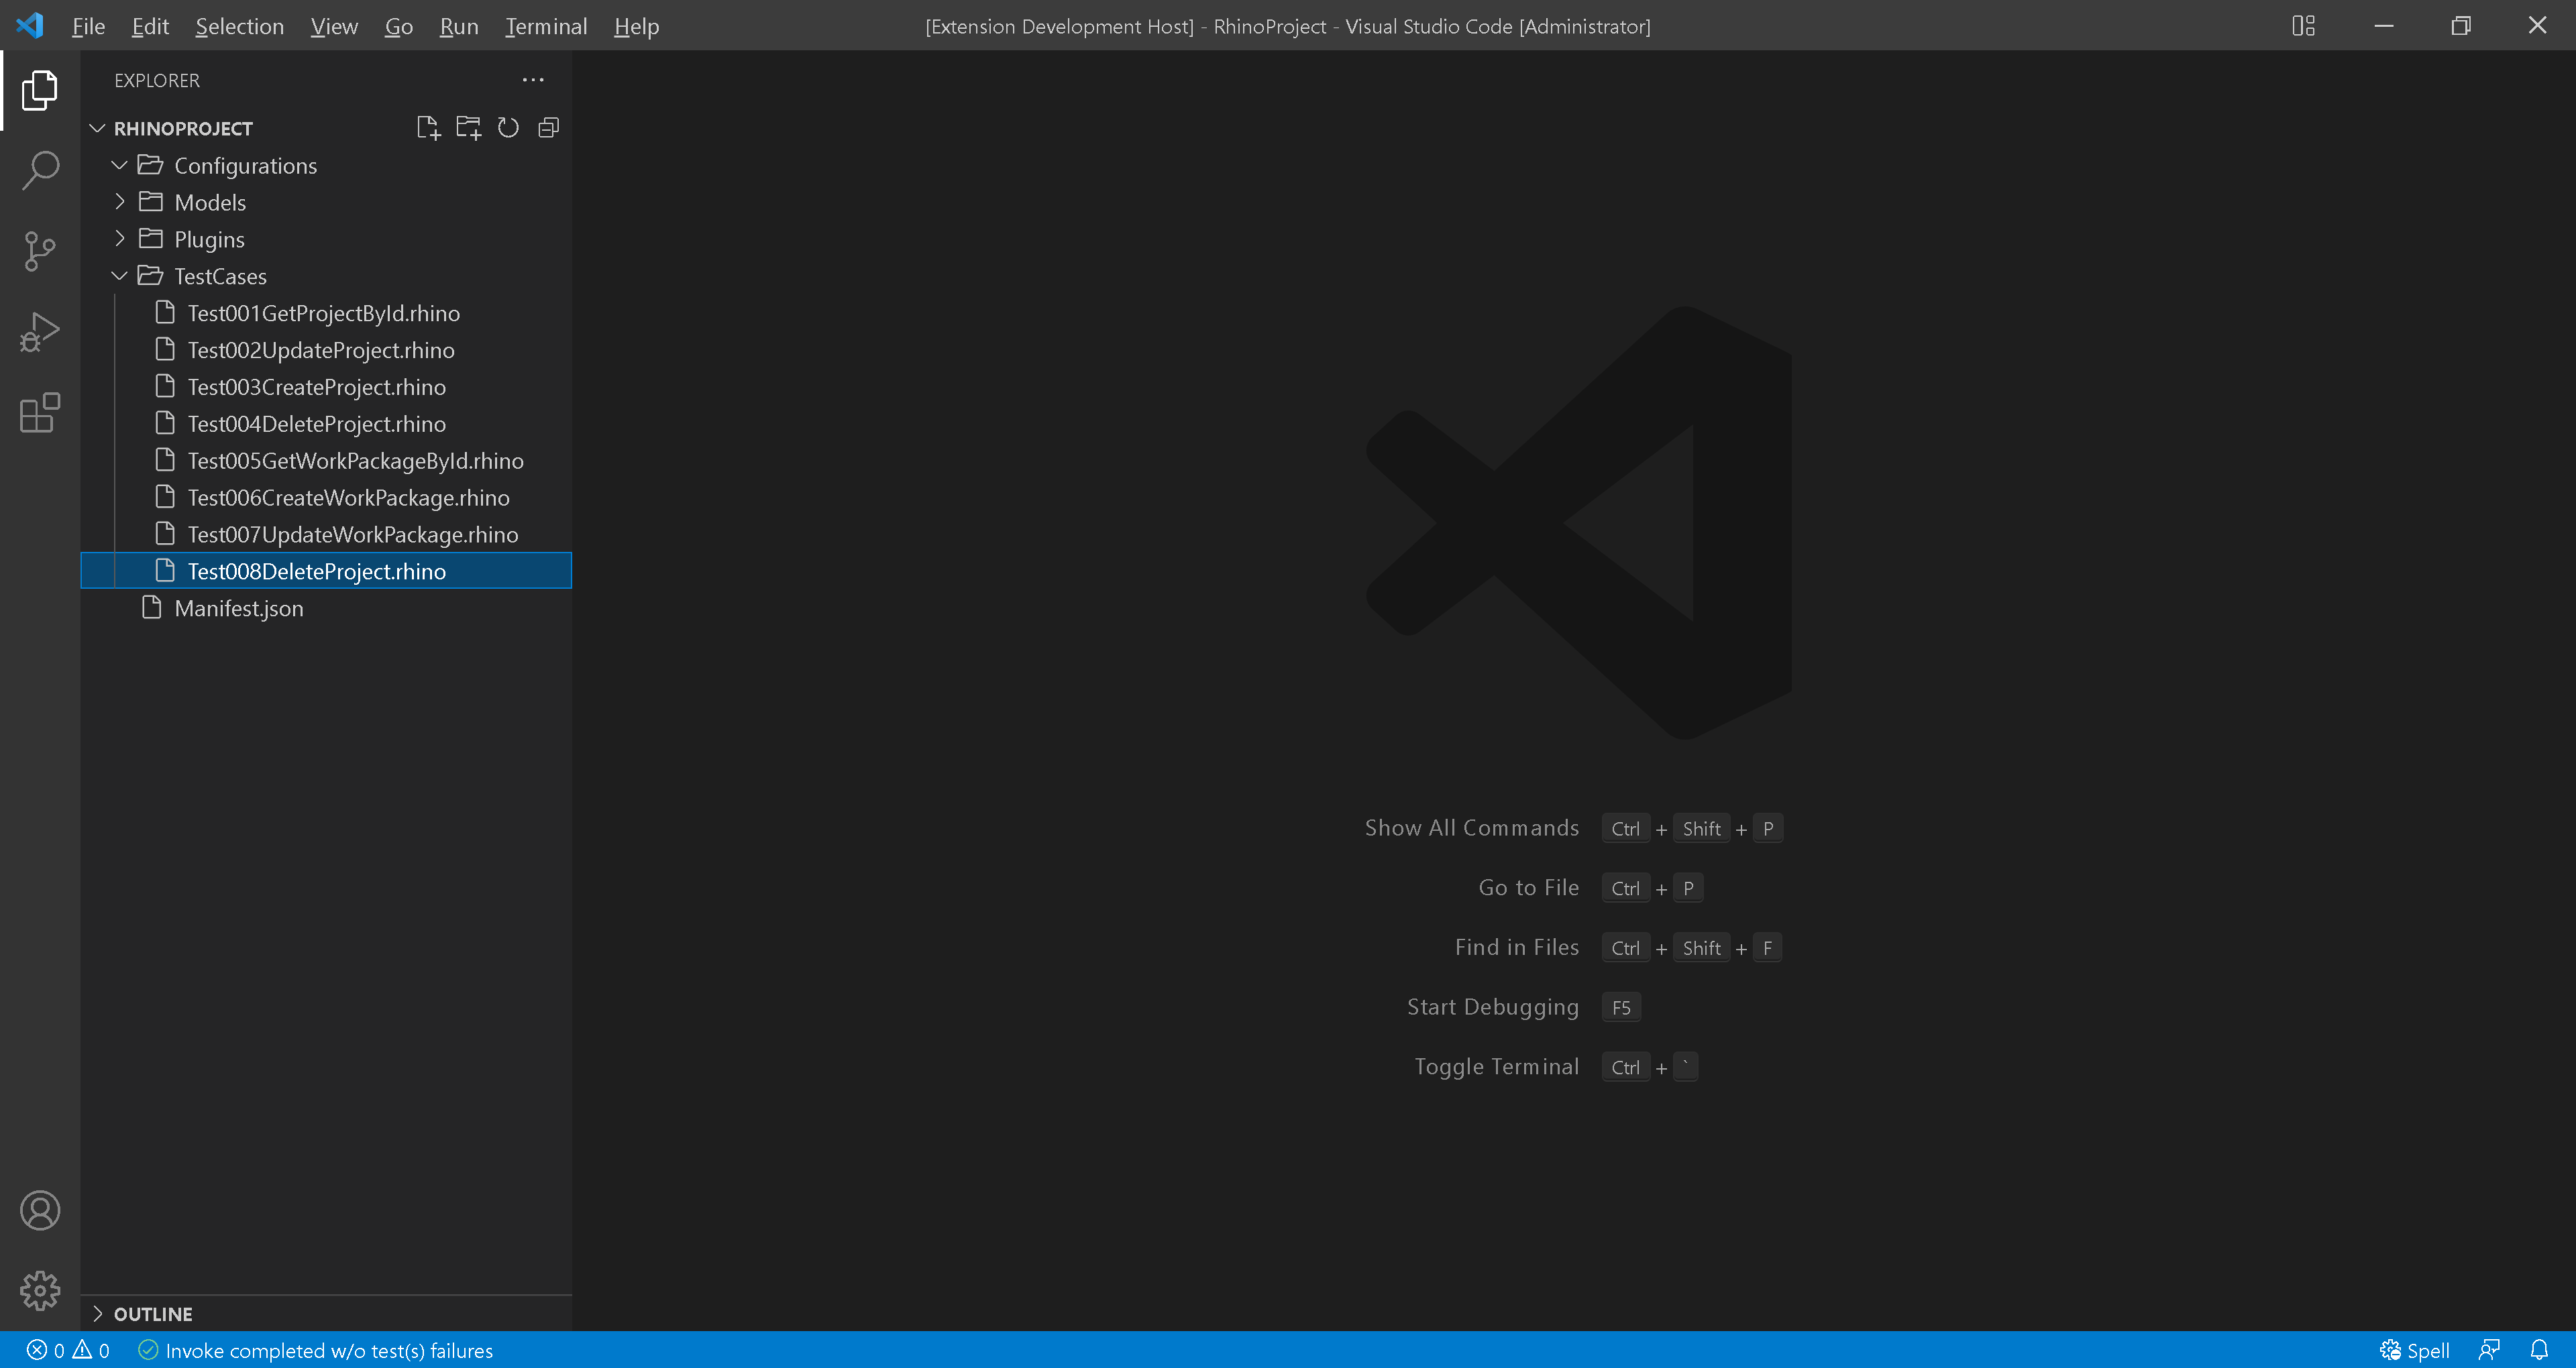 File Edit Selection View Go Run Terminal Help
[Extension Development Host] - RhinoProject - Visual Studio Code [Administrator]
EXPLORER
RHINOPROJECT
Configurations
Models
Plugins
TestCases
Test001GetProjectById.rhino
Test002UpdateProject.rhino
Test003CreateProject.rhino
Test004DeleteProject.rhino
Test005GetWorkPackageById.rhino
Test006CreateWorkPackage.rhino
Test007UpdateWorkPackage.rhino
Test008DeleteProject.rhino
Manifest.json
Show All Commands Ctrl + Shift + P
Go to File Ctrl + P
Find in Files Ctrl + Shift + F
Start Debugging F5
Toggle Terminal Ctrl + `
OUTLINE
0 0 Invoke completed w/o test(s) failures
Spell